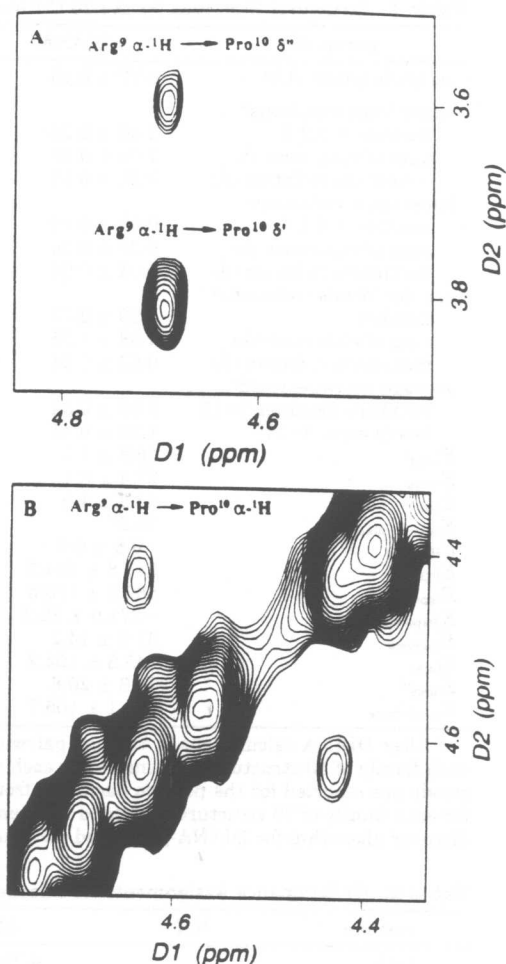 A
Arg⁹ α-¹H → Pro¹⁰ δ"
3.6
Arg⁹ α-¹H → Pro¹⁰ δ'
3.8
D2 (ppm)
4.8 4.6
D1 (ppm)
B Arg⁹ α-¹H → Pro¹⁰ α-¹H
4.4
4.6
D2 (ppm)
4.6 4.4
D1 (ppm)